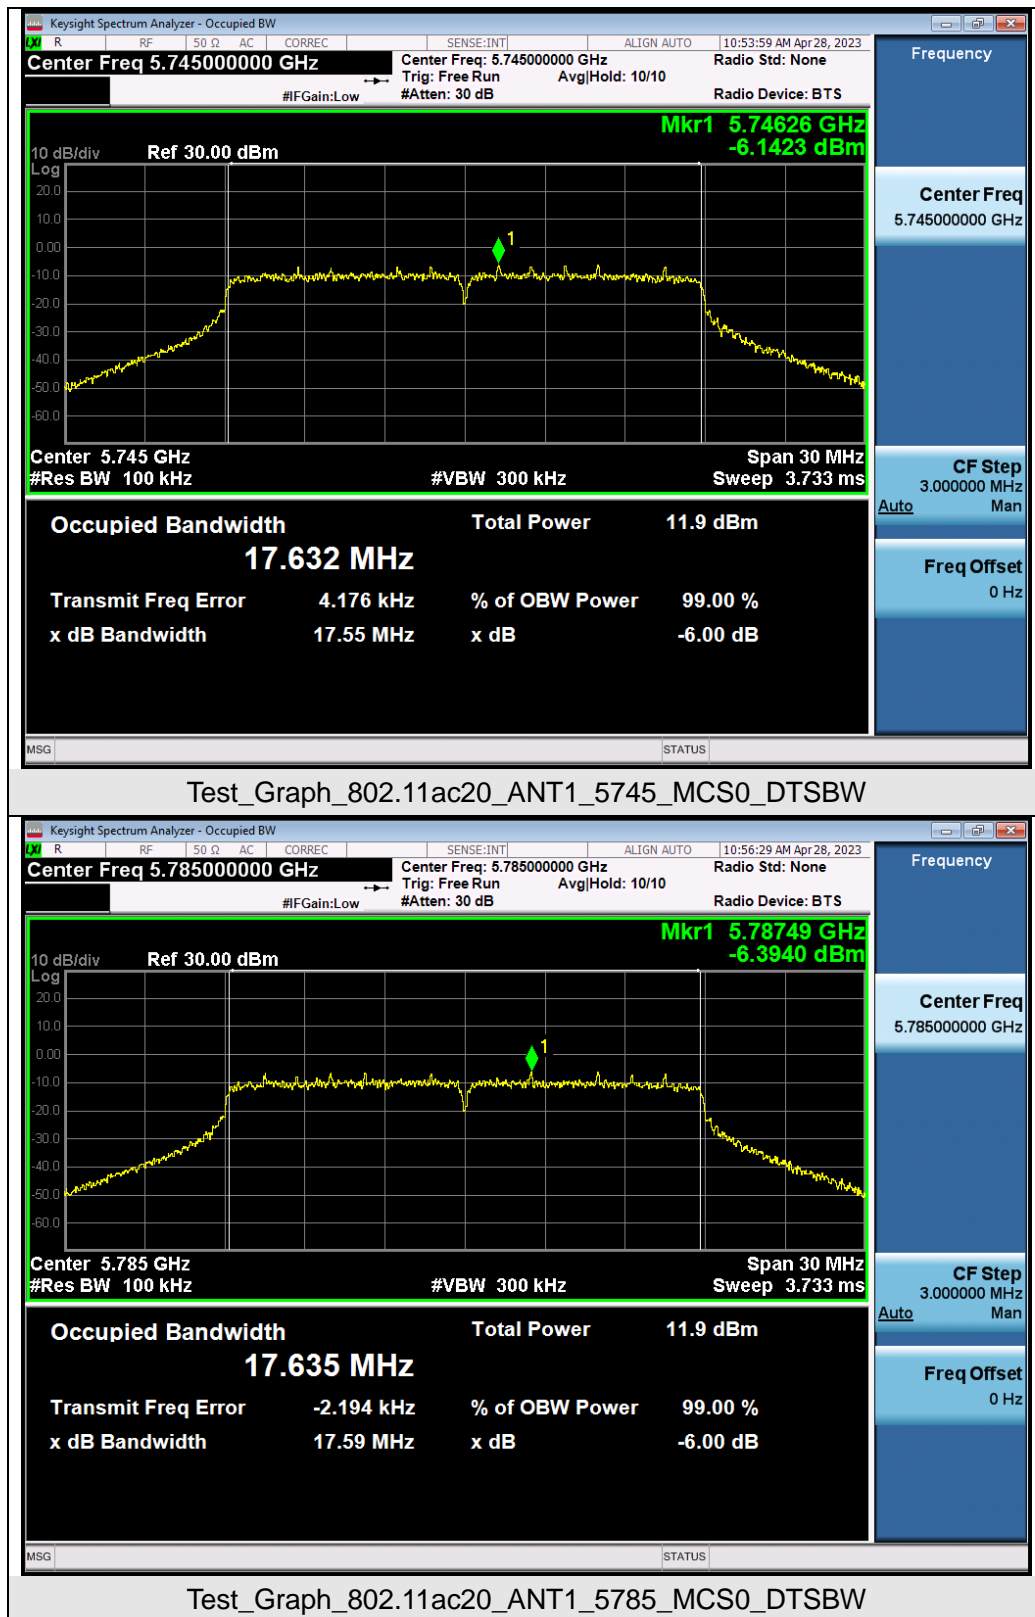 Keysight Spectrum Analyzer - Occupied BW
LXI R RF 50 Ω AC CORREC SENSE:INT ALIGN AUTO 10:53:59 AM Apr 28, 2023
Center Freq 5.745000000 GHz Center Freq: 5.745000000 GHz Radio Std: None
Trig: Free Run Avg|Hold: 10/10
#IFGain:Low #Atten: 30 dB Radio Device: BTS
Frequency
Mkr1 5.74626 GHz
-6.1423 dBm
10 dB/div Ref 30.00 dBm
Log
20.0
10.0
0.00
-10.0
-20.0
-30.0
-40.0
-50.0
-60.0
1
Center 5.745 GHz Span 30 MHz
#Res BW 100 kHz #VBW 300 kHz Sweep 3.733 ms
Center Freq
5.745000000 GHz
CF Step
3.000000 MHz
Auto Man
Freq Offset
0 Hz
Occupied Bandwidth Total Power 11.9 dBm
17.632 MHz
Transmit Freq Error 4.176 kHz % of OBW Power 99.00 %
x dB Bandwidth 17.55 MHz x dB -6.00 dB
MSG STATUS
Test_Graph_802.11ac20_ANT1_5745_MCS0_DTSBW
Keysight Spectrum Analyzer - Occupied BW
LXI R RF 50 Ω AC CORREC SENSE:INT ALIGN AUTO 10:56:29 AM Apr 28, 2023
Center Freq 5.785000000 GHz Center Freq: 5.785000000 GHz Radio Std: None
Trig: Free Run Avg|Hold: 10/10
#IFGain:Low #Atten: 30 dB Radio Device: BTS
Frequency
Mkr1 5.78749 GHz
-6.3940 dBm
10 dB/div Ref 30.00 dBm
Log
20.0
10.0
0.00
-10.0
-20.0
-30.0
-40.0
-50.0
-60.0
1
Center 5.785 GHz Span 30 MHz
#Res BW 100 kHz #VBW 300 kHz Sweep 3.733 ms
Center Freq
5.785000000 GHz
CF Step
3.000000 MHz
Auto Man
Freq Offset
0 Hz
Occupied Bandwidth Total Power 11.9 dBm
17.635 MHz
Transmit Freq Error -2.194 kHz % of OBW Power 99.00 %
x dB Bandwidth 17.59 MHz x dB -6.00 dB
MSG STATUS
Test_Graph_802.11ac20_ANT1_5785_MCS0_DTSBW